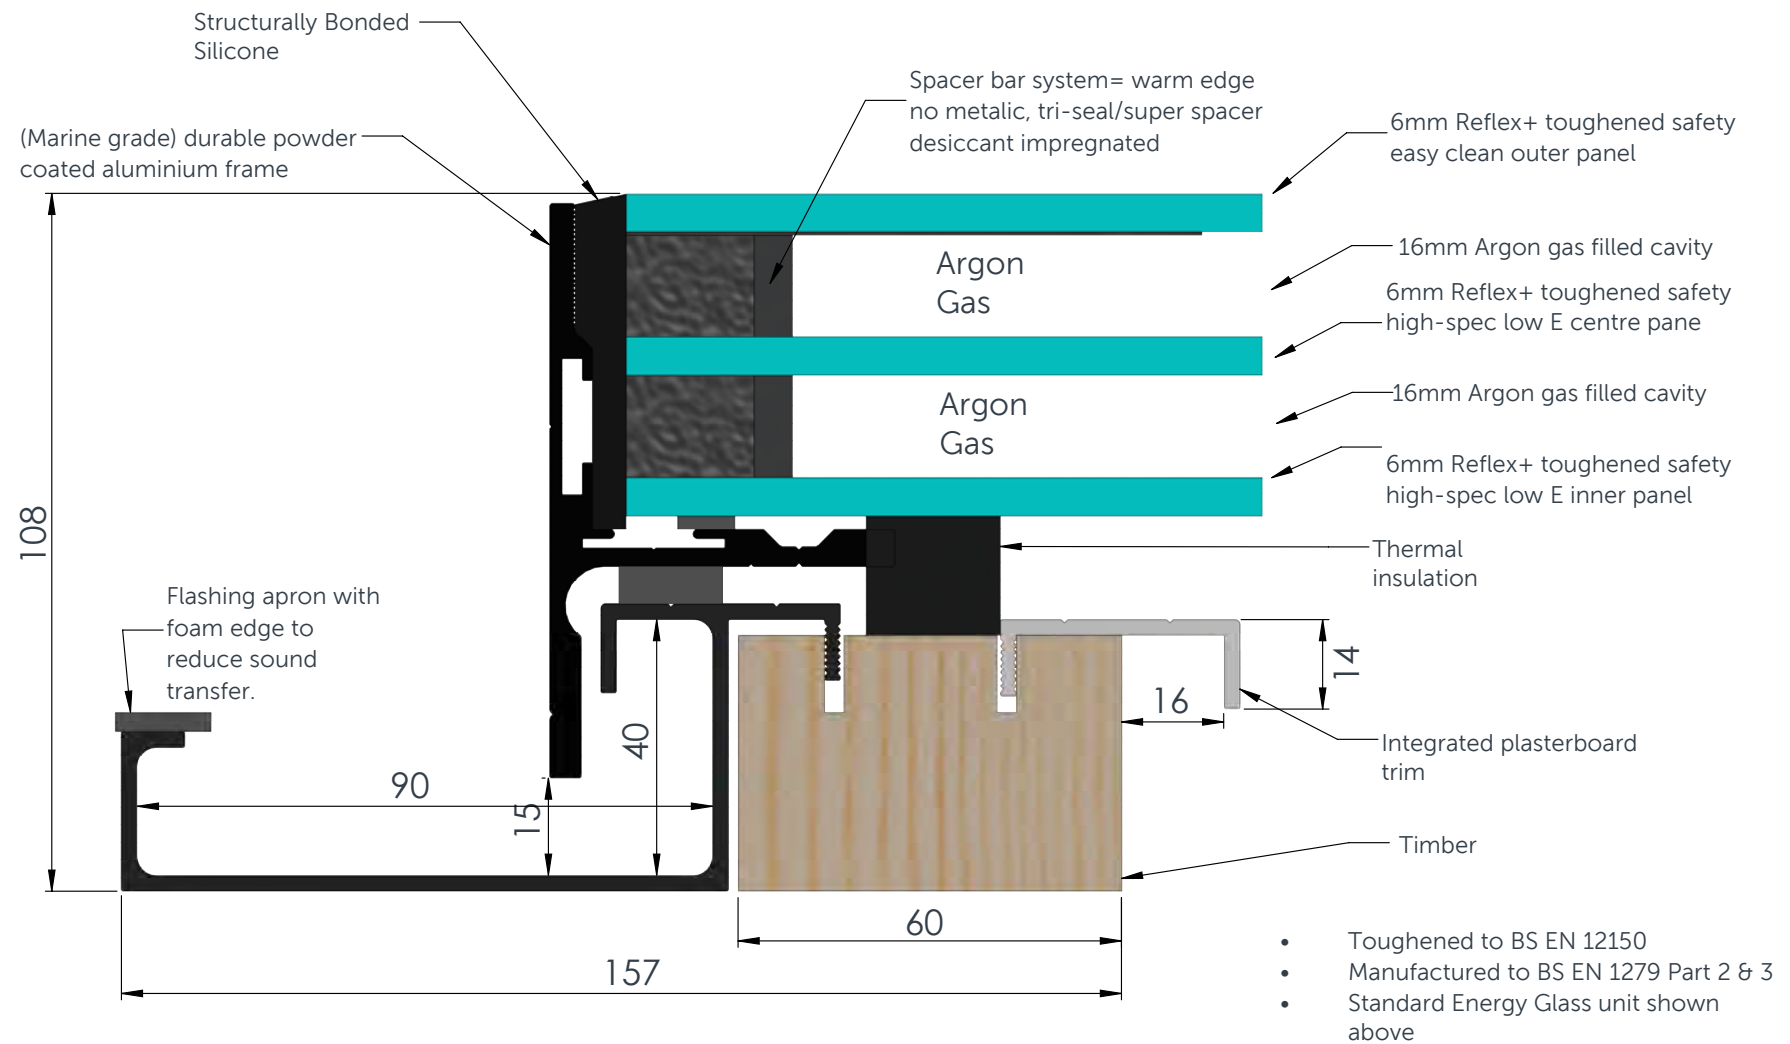 Structurally Bonded
Silicone
(Marine grade) durable powder
coated aluminium frame
Spacer bar system= warm edge
no metalic, tri-seal/super spacer
desiccant impregnated
6mm Reflex+ toughened safety
easy clean outer panel
Argon
Gas
16mm Argon gas filled cavity
6mm Reflex+ toughened safety
high-spec low E centre pane
Argon
Gas
16mm Argon gas filled cavity
6mm Reflex+ toughened safety
high-spec low E inner panel
108
Thermal
insulation
Flashing apron with
foam edge to
reduce sound
transfer.
14
16
40
Integrated plasterboard
trim
90
15
Timber
60
157
• Toughened to BS EN 12150
• Manufactured to BS EN 1279 Part 2 & 3
• Standard Energy Glass unit shown
above